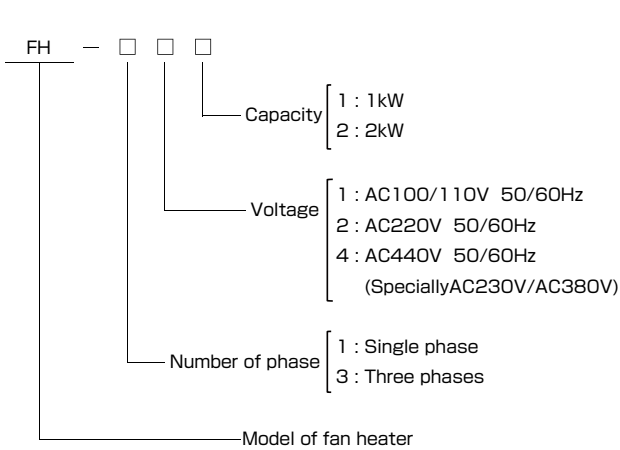 FH - □ □ □
Capacity
1 : 1kW
2 : 2kW
Voltage
1 : AC100/110V 50/60Hz
2 : AC220V 50/60Hz
4 : AC440V 50/60Hz
(SpeciallyAC230V/AC380V)
Number of phase
1 : Single phase
3 : Three phases
Model of fan heater